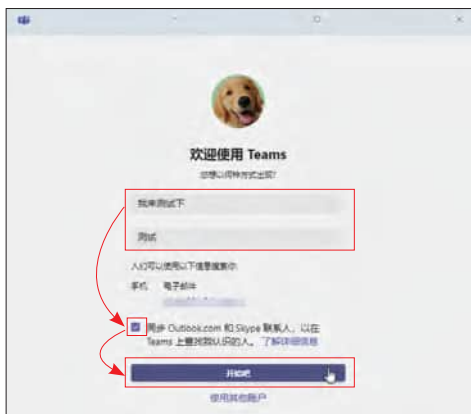 欢迎使用 Teams
您想以何种方式出现?
我来测试下
测试
人们可以使用以下信息搜索你:
手机 电子邮件
同步 Outlook.com 和 Skype 联系人，以在
Teams 上查找我认识的人。 了解详细信息
开始吧
使用其他账户